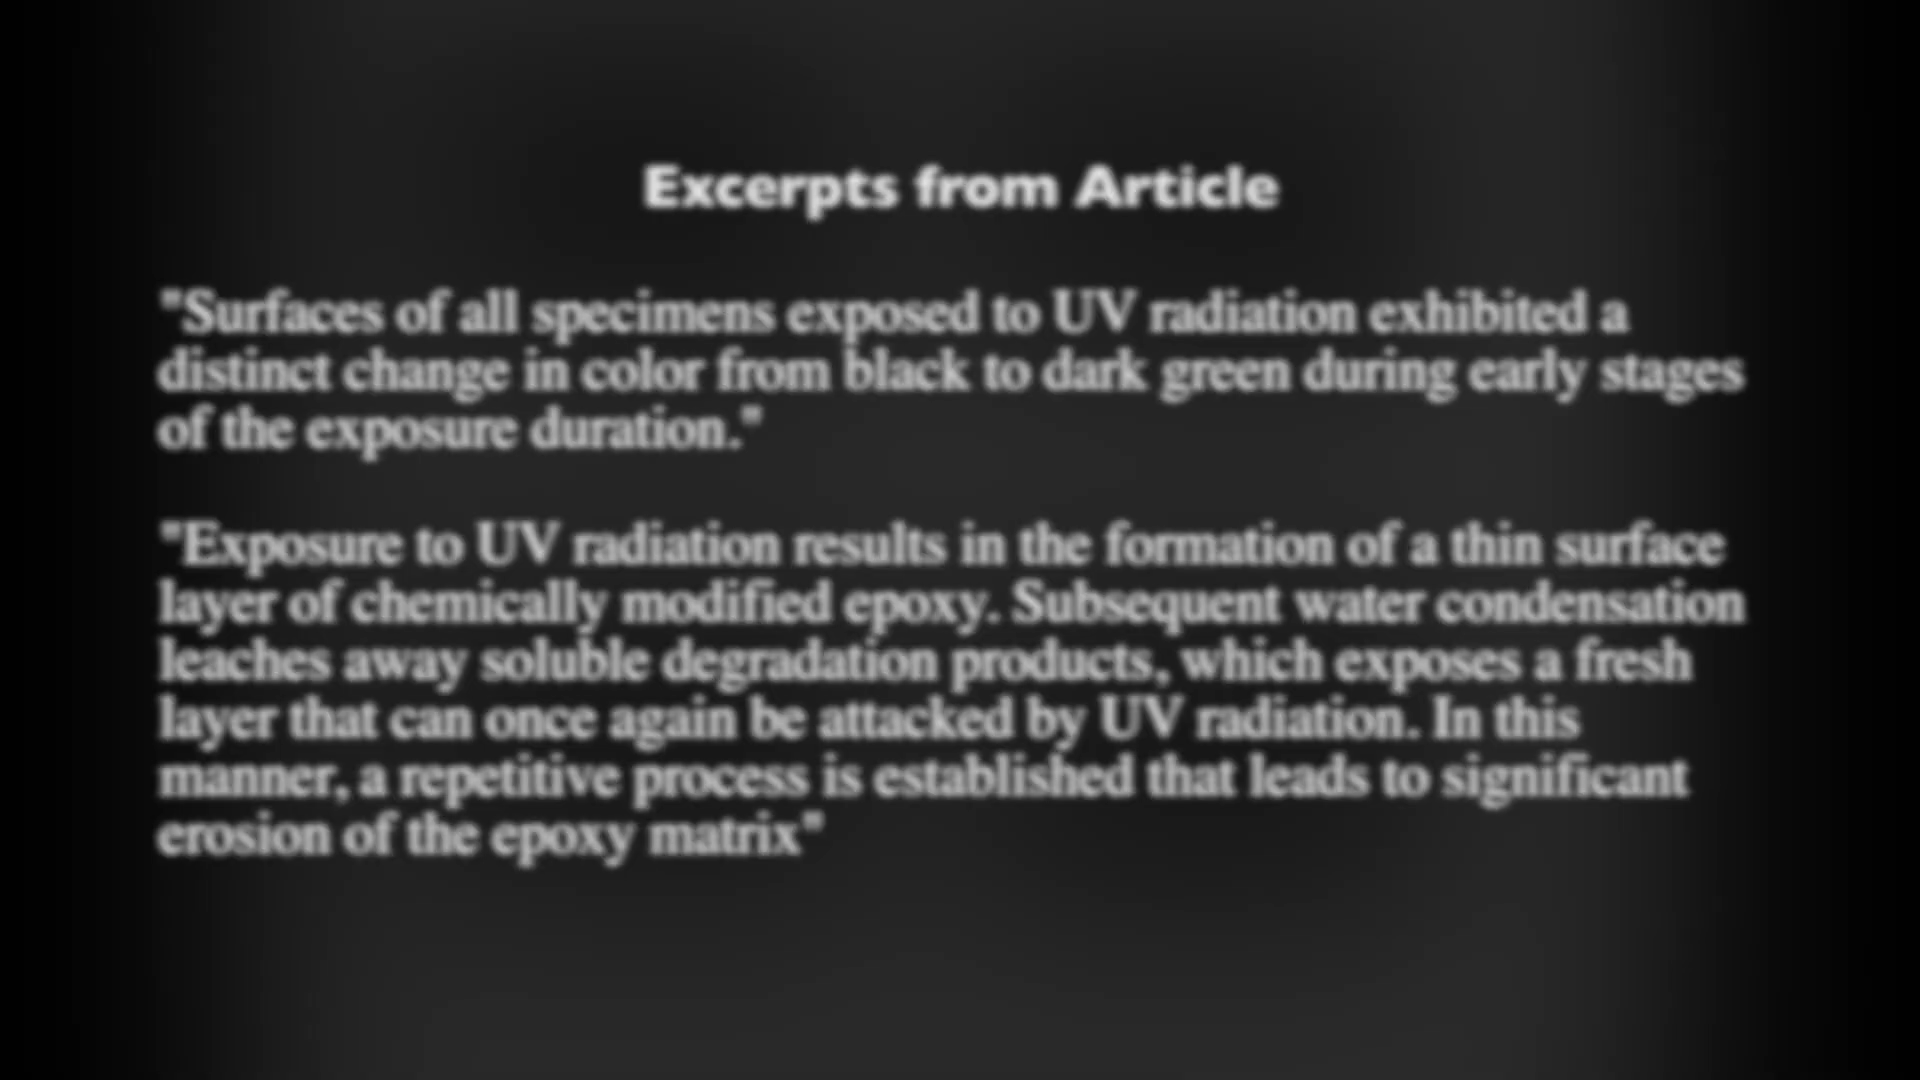 Excerpts from Article
"Surfaces of all specimens exposed to UV radiation exhibited a
distinct change in color from black to dark green during early stages
of the exposure duration."
"Exposure to UV radiation results in the formation of a thin surface
layer of chemically modified epoxy. Subsequent water condensation
leaches away soluble degradation products, which exposes a fresh
layer that can once again be attacked by UV radiation. In this
manner, a repetitive process is established that leads to significant
erosion of the epoxy matrix"